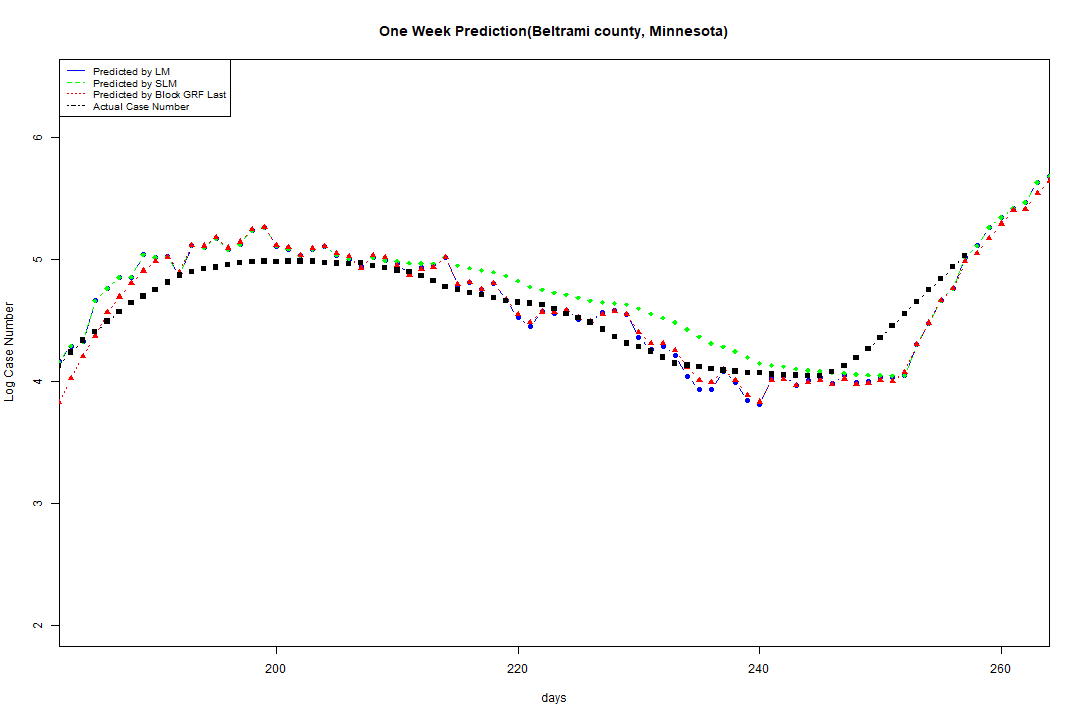 One Week Prediction(Beltrami county, Minnesota)
Predicted by LM
Predicted by SLM
Predicted by Block GRF Last
Actual Case Number
6
5
4
3
2
Log Case Number
200
220
240
260
days